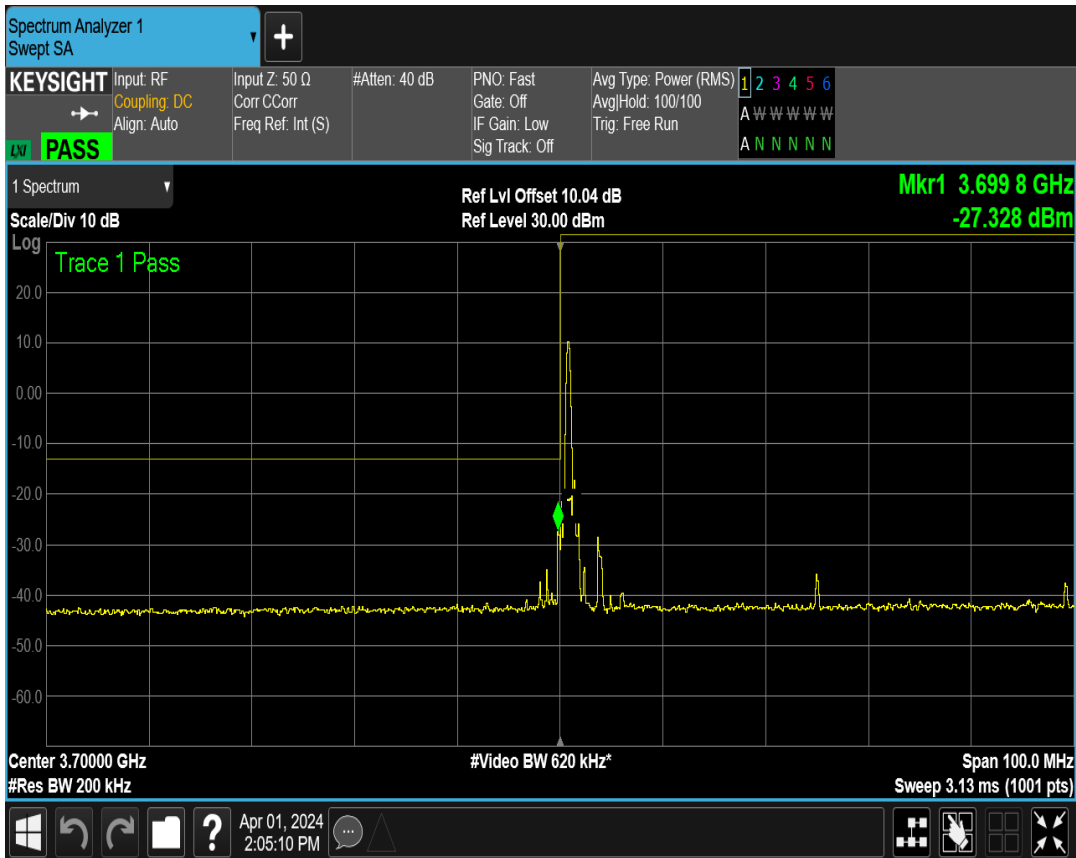 Spectrum Analyzer 1
Swept SA
+
KEYSIGHT
LXI PASS
Input: RF
Coupling: DC
Align: Auto
Input Z: 50 Ω
Corr CCorr
Freq Ref: Int (S)
#Atten: 40 dB
PNO: Fast
Gate: Off
IF Gain: Low
Sig Track: Off
Avg Type: Power (RMS)
Avg|Hold: 100/100
Trig: Free Run
1 2 3 4 5 6
A W W W W W
A N N N N N
1 Spectrum
Scale/Div 10 dB
Ref Lvl Offset 10.04 dB
Ref Level 30.00 dBm
Mkr1 3.699 8 GHz
-27.328 dBm
Log
Trace 1 Pass
20.0
10.0
0.00
-10.0
-20.0
-30.0
-40.0
-50.0
-60.0
Center 3.70000 GHz
#Video BW 620 kHz*
Span 100.0 MHz
#Res BW 200 kHz
Sweep 3.13 ms (1001 pts)
?
Apr 01, 2024
2:05:10 PM